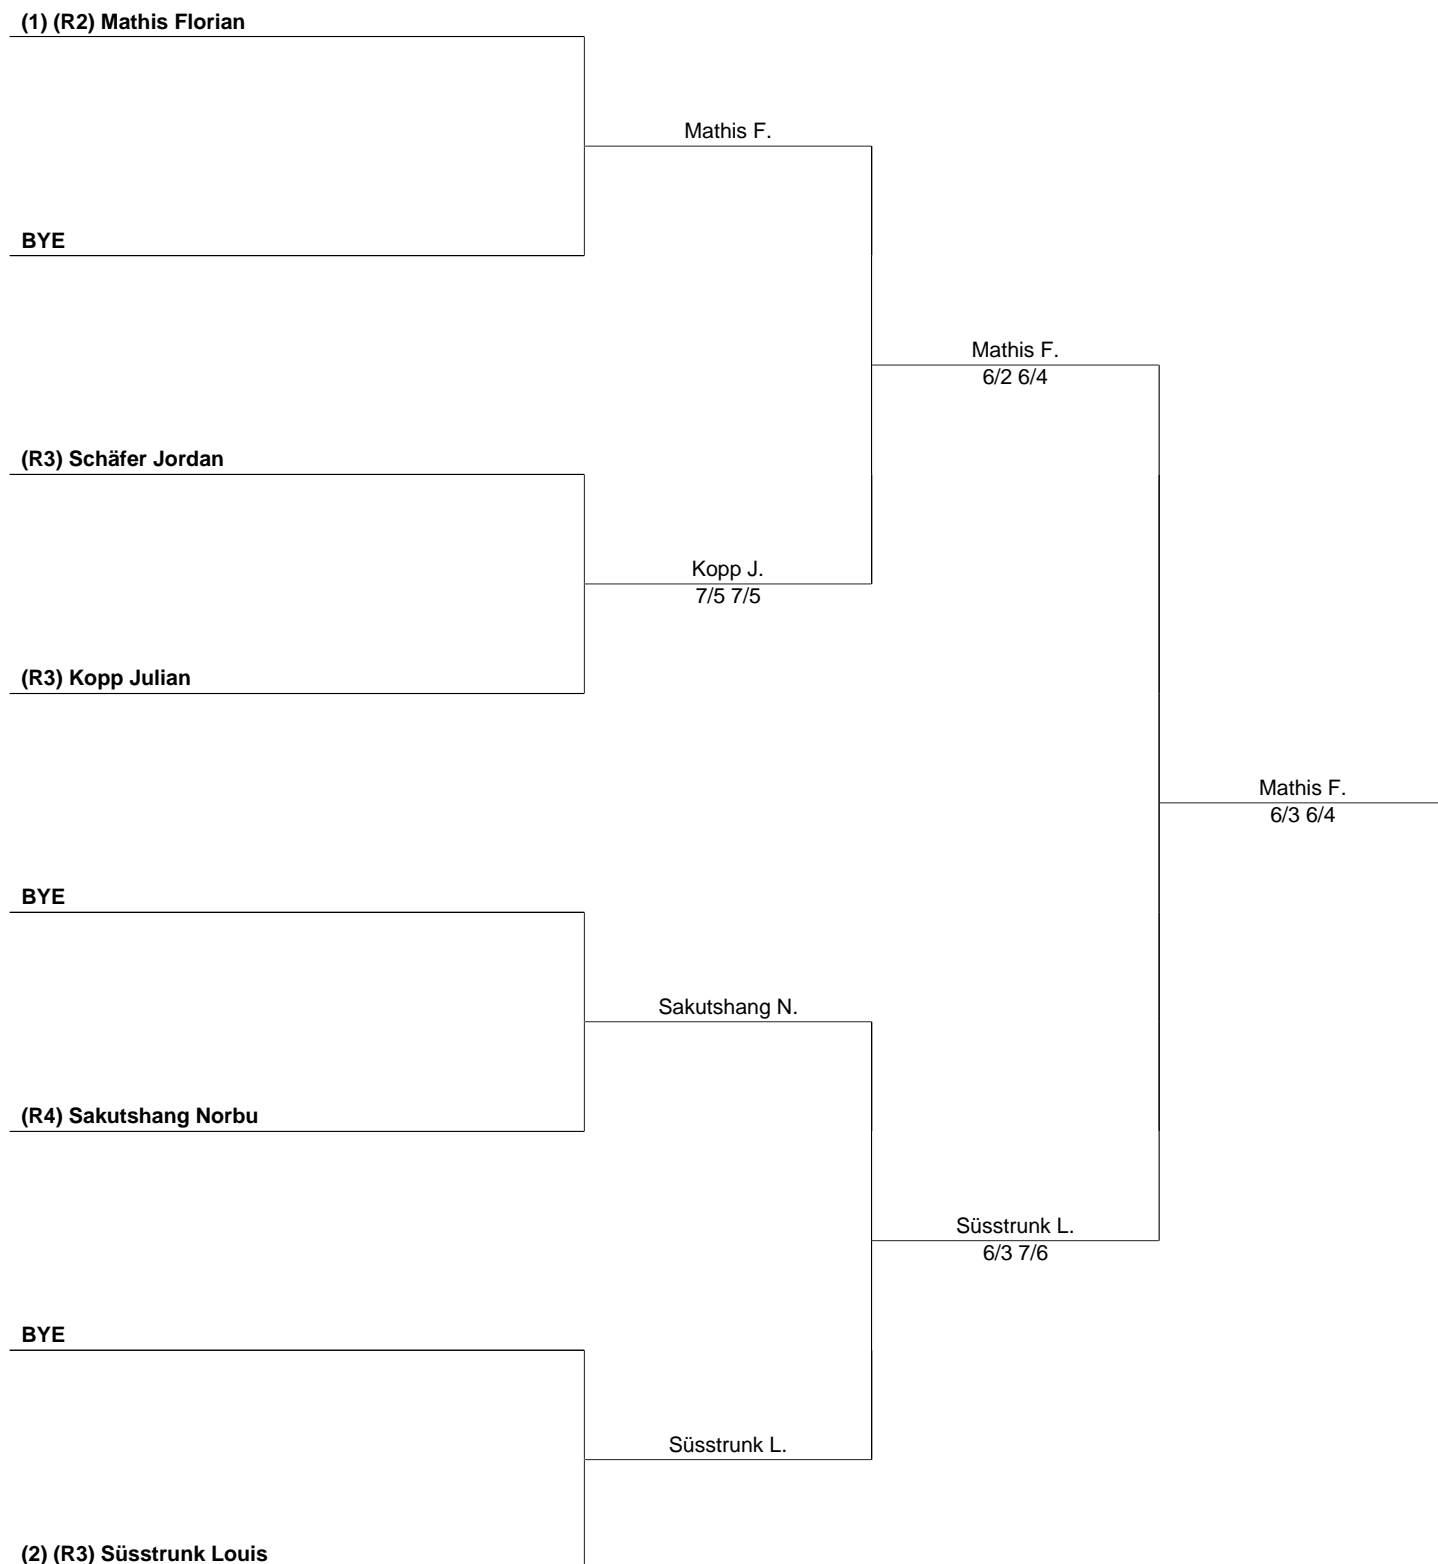 (1) (R2) Mathis Florian
Mathis F.
BYE
Mathis F.
6/2 6/4
(R3) Schäfer Jordan
Kopp J.
7/5 7/5
(R3) Kopp Julian
Mathis F.
6/3 6/4
BYE
Sakutshang N.
(R4) Sakutshang Norbu
Süsstrunk L.
6/3 7/6
BYE
Süsstrunk L.
(2) (R3) Süsstrunk Louis